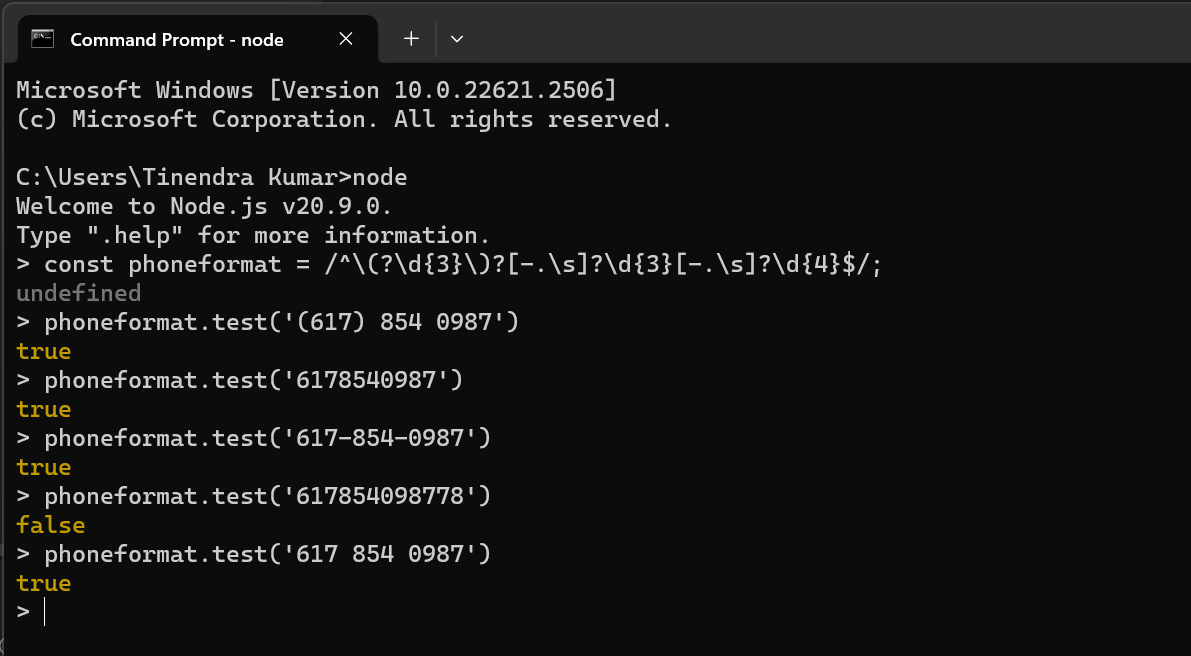 Command Prompt - node
Microsoft Windows [Version 10.0.22621.2506]
(c) Microsoft Corporation. All rights reserved.
C:\Users\Tinendra Kumar>node
Welcome to Node.js v20.9.0.
Type ".help" for more information.
> const phoneformat = /^\(?\d{3}\)?[-.\s]?\d{3}[-.\s]?\d{4}$/;
undefined
> phoneformat.test('(617) 854 0987')
true
> phoneformat.test('6178540987')
true
> phoneformat.test('617-854-0987')
true
> phoneformat.test('617854098778')
false
> phoneformat.test('617 854 0987')
true
>